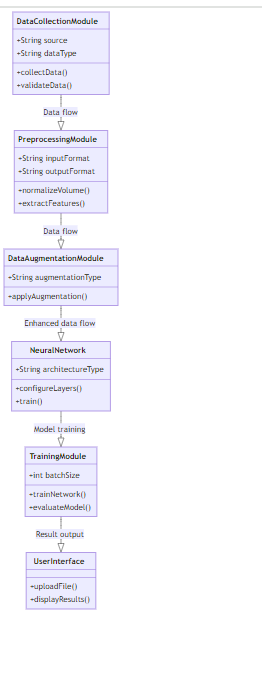 DataCollectionModule
+String source
+String dataType
+collectData()
+validateData()
Data flow
PreprocessingModule
+String inputFormat
+String outputFormat
+normalizeVolume()
+extractFeatures()
Data flow
DataAugmentationModule
+String augmentationType
+applyAugmentation()
Enhanced data flow
NeuralNetwork
+String architectureType
+configureLayers()
+train()
Model training
TrainingModule
+int batchSize
+trainNetwork()
+evaluateModel()
Result output
UserInterface
+uploadFile()
+displayResults()